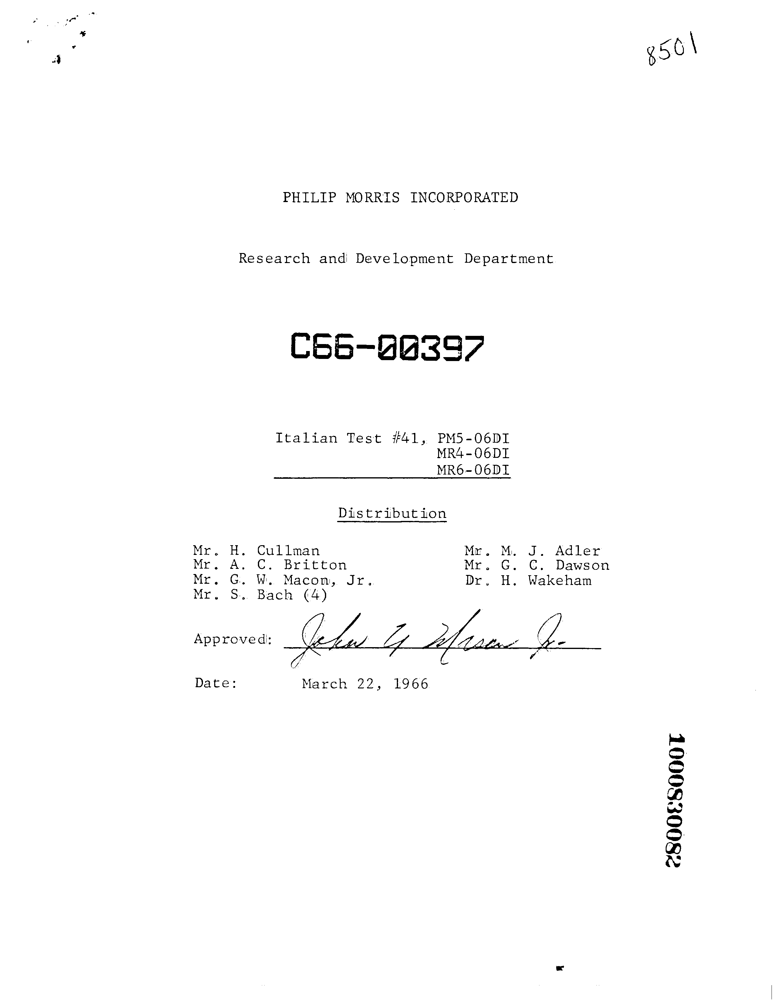 8501
PHILIP MORRIS INCORPORATED
Research and Development Department
C66-00397
Italian Test #41, PM5-06DI
MR4-06DI
MR6-06DI
Distribution
Mr. H. Cullman
Mr. A. C. Britton
Mr. G. W. Macon, Jr.
Mr. S. Bach (4)
Mr. M. J. Adler
Mr. G. C. Dawson
Dr. H. Wakeham
Approved: John Y Mason Jr.
Date: March 22, 1966
1000830082